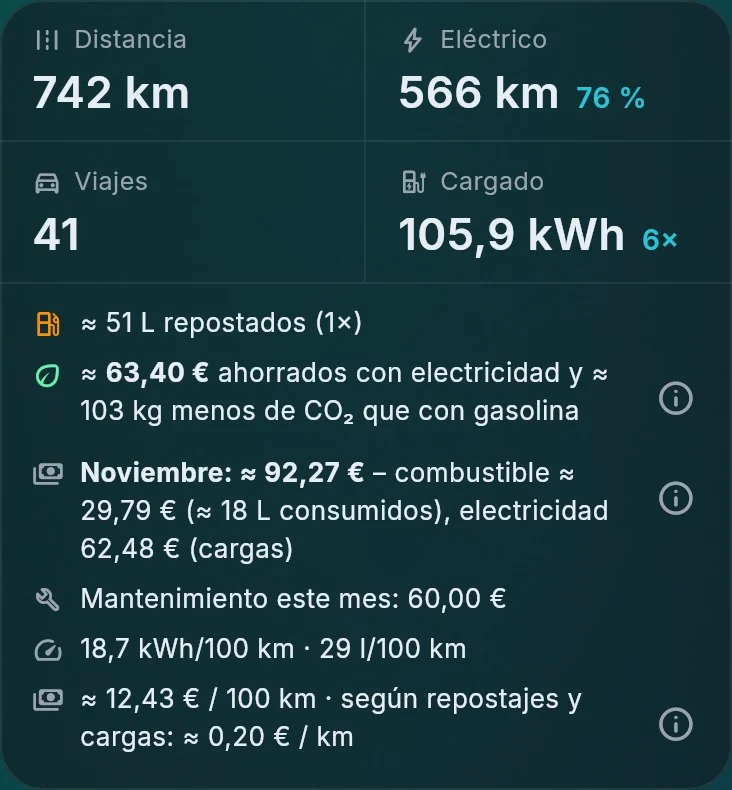 Distancia
742 km
Eléctrico
566 km 76 %
Viajes
41
Cargado
105,9 kWh 6×
≈ 51 L repostados (1×)
≈ 63,40 € ahorrados con electricidad y ≈
103 kg menos de CO₂ que con gasolina
Noviembre: ≈ 92,27 € – combustible ≈
29,79 € (≈ 18 L consumidos), electricidad
62,48 € (cargas)
Mantenimiento este mes: 60,00 €
18,7 kWh/100 km · 29 l/100 km
≈ 12,43 € / 100 km · según repostajes y
cargas: ≈ 0,20 € / km